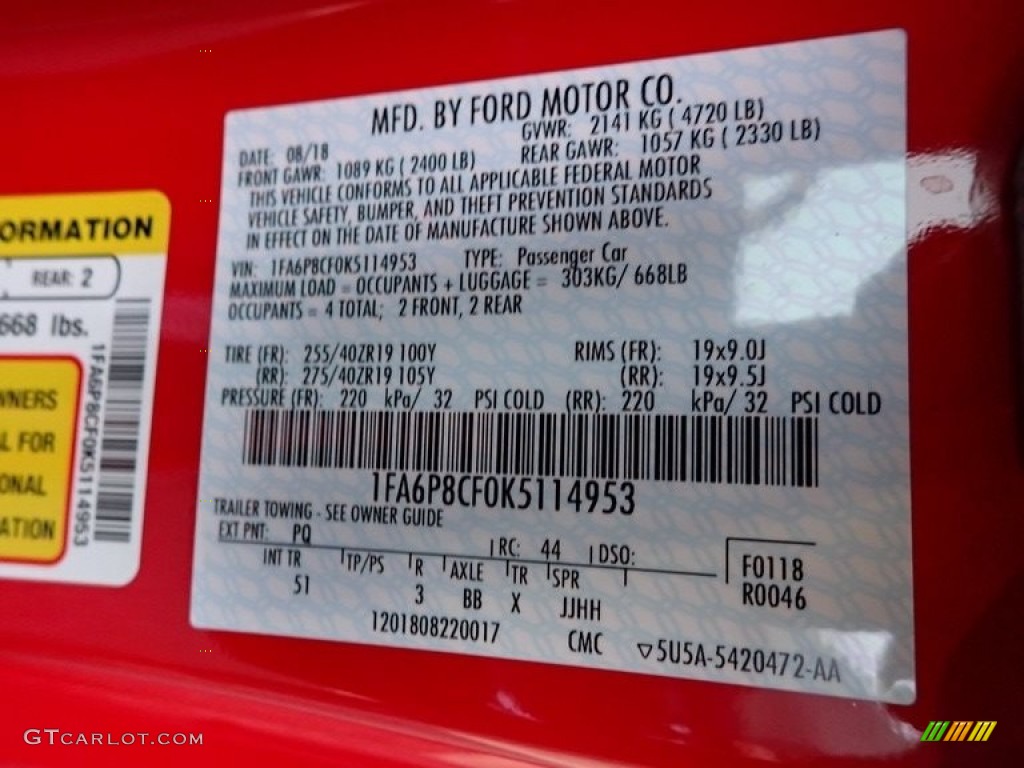 MFD. BY FORD MOTOR CO.
DATE: 08/18 GVWR: 2141 KG ( 4720 LB)
FRONT GAWR: 1089 KG ( 2400 LB) REAR GAWR: 1057 KG ( 2330 LB)
THIS VEHICLE CONFORMS TO ALL APPLICABLE FEDERAL MOTOR
VEHICLE SAFETY, BUMPER, AND THEFT PREVENTION STANDARDS
IN EFFECT ON THE DATE OF MANUFACTURE SHOWN ABOVE.
VIN: 1FA6P8CF0K5114953 TYPE: Passenger Car
MAXIMUM LOAD = OCCUPANTS + LUGGAGE = 303KG/ 668LB
OCCUPANTS = 4 TOTAL; 2 FRONT, 2 REAR
TIRE (FR): 255/40ZR19 100Y RIMS (FR): 19x9.0J
(RR): 275/40ZR19 105Y (RR): 19x9.5J
PRESSURE (FR): 220 kPa/ 32 PSI COLD (RR): 220 kPa/ 32 PSI COLD
1FA6P8CF0K5114953
TRAILER TOWING - SEE OWNER GUIDE
EXT PNT: PQ RC: 44 DSO:
INT TR TP/PS R AXLE TR SPR
51 3 BB X JJHH
F0118
R0046
1201808220017 CMC ▽5U5A-5420472-AA
ORMATION
REAR: 2
668 lbs.
WNERS
AL FOR
ONAL
ATION
1FA6P8CF0K5114953
GTCARLOT.COM